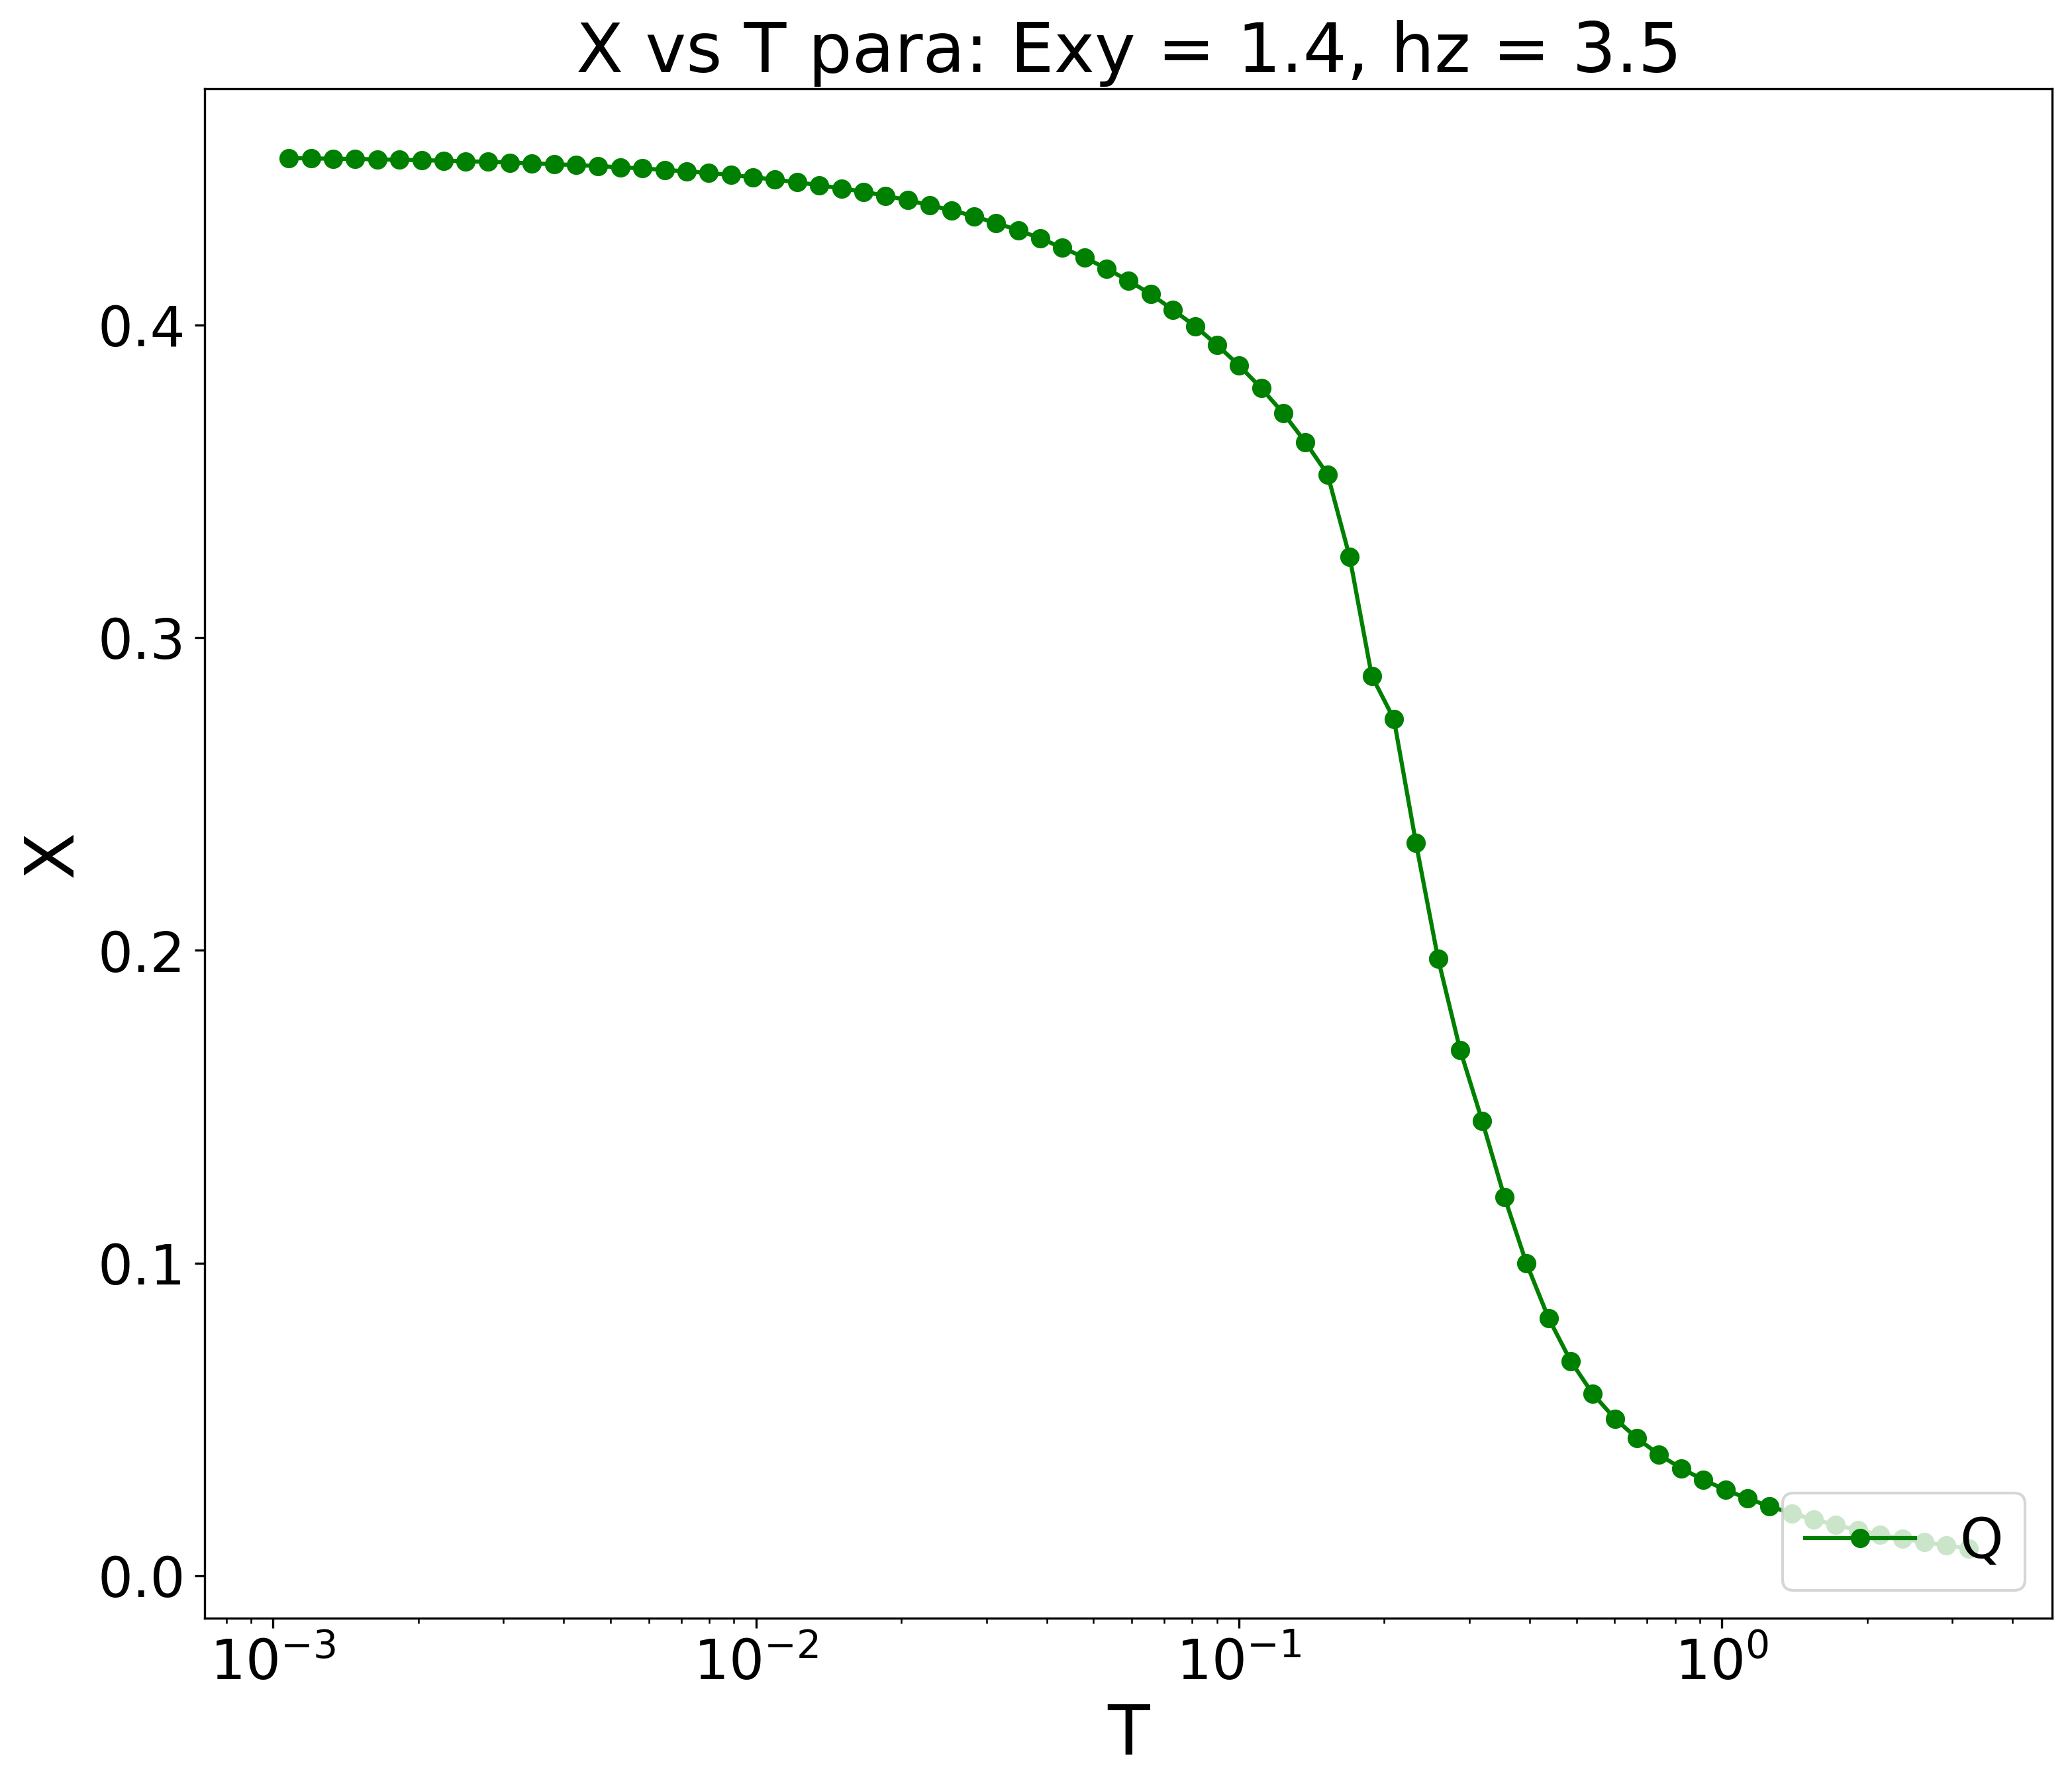 X vs T para: Exy = 1.4, hz = 3.5
X
0.4
0.3
0.2
0.1
0.0
10⁻³ 10⁻² 10⁻¹ 10⁰
T
Q